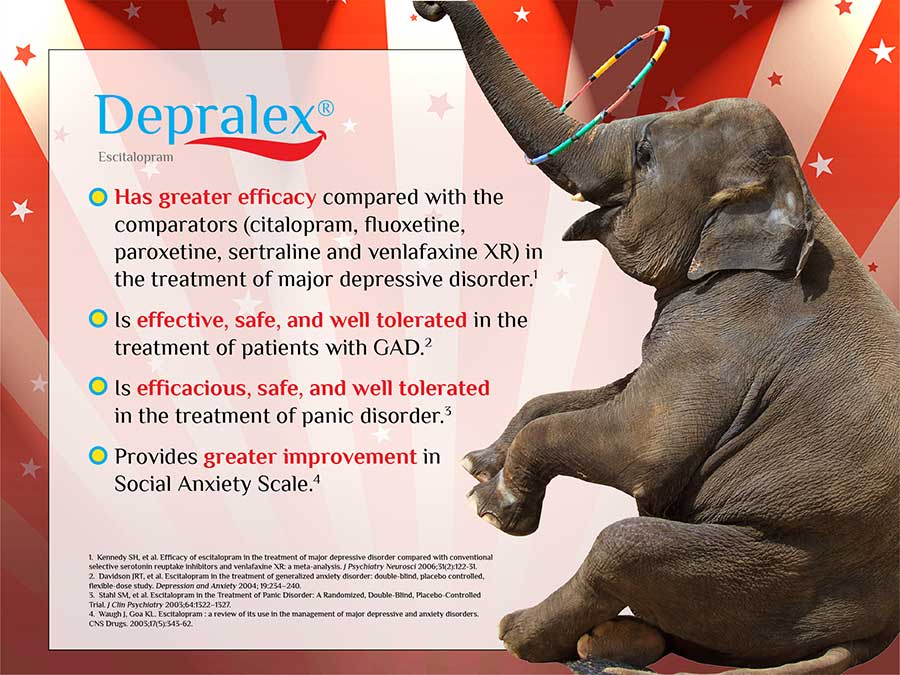 Depralex®
Escitalopram
Has greater efficacy compared with the
comparators (citalopram, fluoxetine,
paroxetine, sertraline and venlafaxine XR) in
the treatment of major depressive disorder.1
Is effective, safe, and well tolerated in the
treatment of patients with GAD.2
Is efficacious, safe, and well tolerated
in the treatment of panic disorder.3
Provides greater improvement in
Social Anxiety Scale.4
1. Kennedy SH, et al. Efficacy of escitalopram in the treatment of major depressive disorder compared with conventional
selective serotonin reuptake inhibitors and venlafaxine XR: a meta-analysis. J Psychiatry Neurosci 2006;31(2):122-31.
2. Davidson JRT, et al. Escitalopram in the treatment of generalized anxiety disorder: double-blind, placebo controlled,
flexible-dose study. Depression and Anxiety 2004; 19:234–240.
3. Stahl SM, et al. Escitalopram in the Treatment of Panic Disorder: A Randomized, Double-Blind, Placebo-Controlled
Trial. J Clin Psychiatry 2003;64:1322–1327.
4. Waugh J, Goa KL. Escitalopram : a review of its use in the management of major depressive and anxiety disorders.
CNS Drugs. 2003;17(5):343-62.